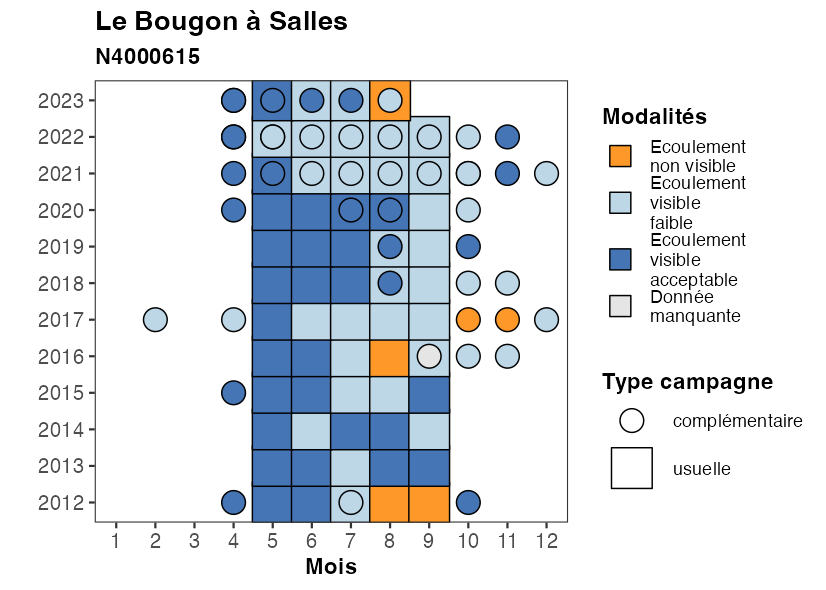 Le Bougon à Salles
N4000615
2023
2022
2021
2020
2019
2018
2017
2016
2015
2014
2013
2012
1 2 3 4 5 6 7 8 9 10 11 12
Mois
Modalités
Ecoulement
non visible
Ecoulement
visible
faible
Ecoulement
visible
acceptable
Donnée
manquante
Type campagne
complémentaire
usuelle